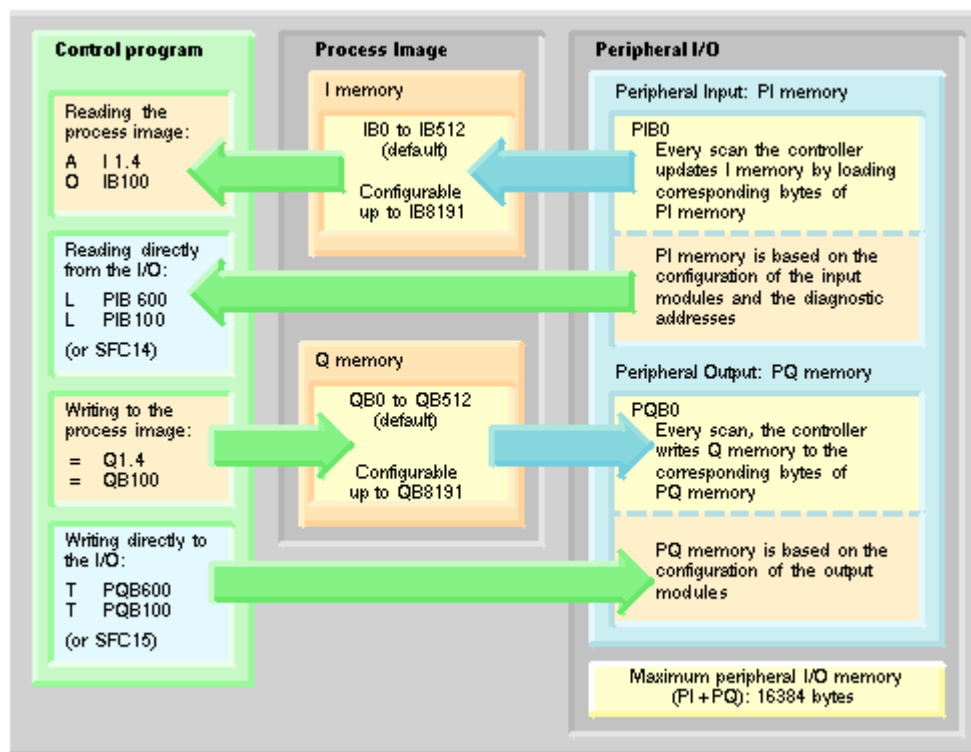 Control program
Reading the
process image:
A I 1.4
O IB100
Reading directly
from the I/O:
L PIB 600
L PIB 100
(or SFC14)
Writing to the
process image:
= Q1.4
= QB100
Writing directly to
the I/O:
T PQB600
T PQB100
(or SFC15)
Process Image
I memory
IB0 to IB512
(default)
Configurable
up to IB8191
Q memory
QB0 to QB512
(default)
Configurable
up to QB8191
Peripheral I/O
Peripheral Input: PI memory
PIB0
Every scan the controller
updates I memory by loading
corresponding bytes of
PI memory
PI memory is based on the
configuration of the input
modules and the diagnostic
addresses
Peripheral Output: PQ memory
PQB0
Every scan, the controller
writes Q memory to the
corresponding bytes of
PQ memory
PQ memory is based on the
configuration of the output
modules
Maximum peripheral I/O memory
(PI +PQ): 16384 bytes